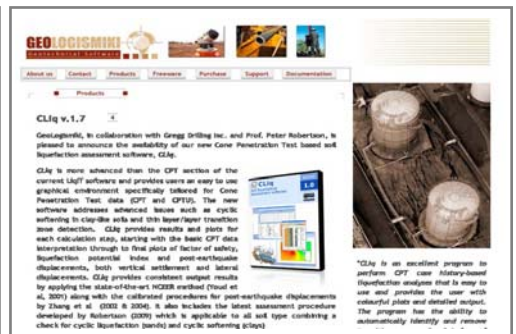 GEOLOGISMIKI
Geotechnical Software
About us Contact Products Freeware Purchase Support Documentation
Products
CLiq v.1.7
GeoLogismiki, in collaboration with Gregg Drilling Inc. and Prof. Peter Robertson, is
pleased to announce the availability of our new Cone Penetration Test based soil
liquefaction assessment software, CLiq.
CLiq is more advanced than the CPT section of the
current LiqIT software and provides users an easy to use
graphical environment specifically tailored for Cone
Penetration Test data (CPT and CPTU). The new
software addresses advanced issues such as cyclic
softening in clay-like soils and thin layer/layer transition
zone detection. CLiq provides results and plots for
each calculation step, starting with the basic CPT data
interpretation through to final plots of factor of safety,
liquefaction potential index and post-earthquake
displacements, both vertical settlement and lateral
displacements. CLiq provides consistent output results
by applying the state-of-the-art NCEER method (Youd et
al, 2001) along with the calibrated procedures for post-earthquake displacements
by Zhang et al (2002 & 2004). It also includes the latest assessment procedure
developed by Robertson (2009) which is applicable to all soil type combining a
check for cyclic liquefaction (sands) and cyclic softening (clays)
CLiq
1.0
"CLiq is an excellent program to
perform CPT case history-based
liquefaction analyses that is easy to
use and provides the user with
colourful plots and detailed output.
The program has the ability to
automatically identify and remove